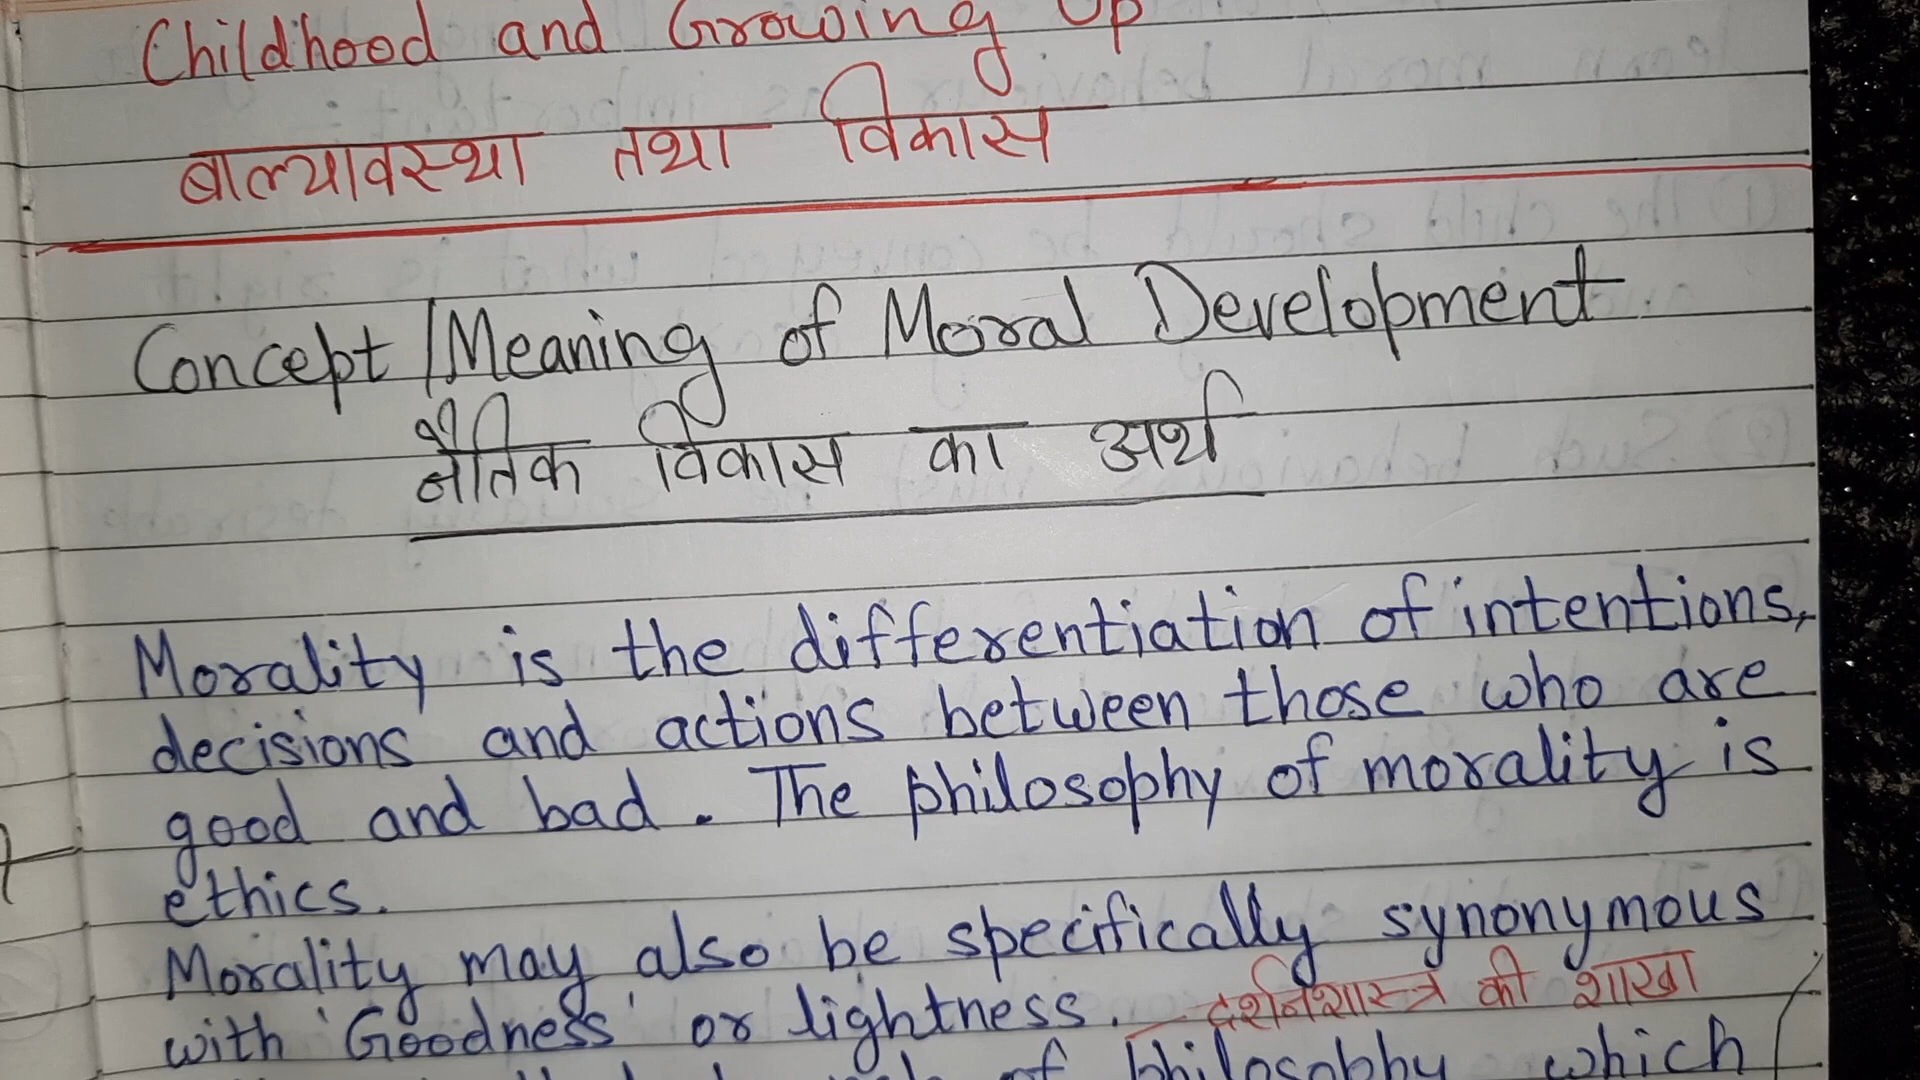 Childhood and Growing Up
बाल्यावस्था तथा विकास
Concept/Meaning of Moral Development
नैतिक विकास का अर्थ
Morality is the differentiation of intentions,
decisions and actions between those who are
good and bad. The philosophy of morality is
ethics.
Morality may also be specifically synonymous
with 'Goodness' or lightness.
दर्शनशास्त्र की शाखा
of philosophy which